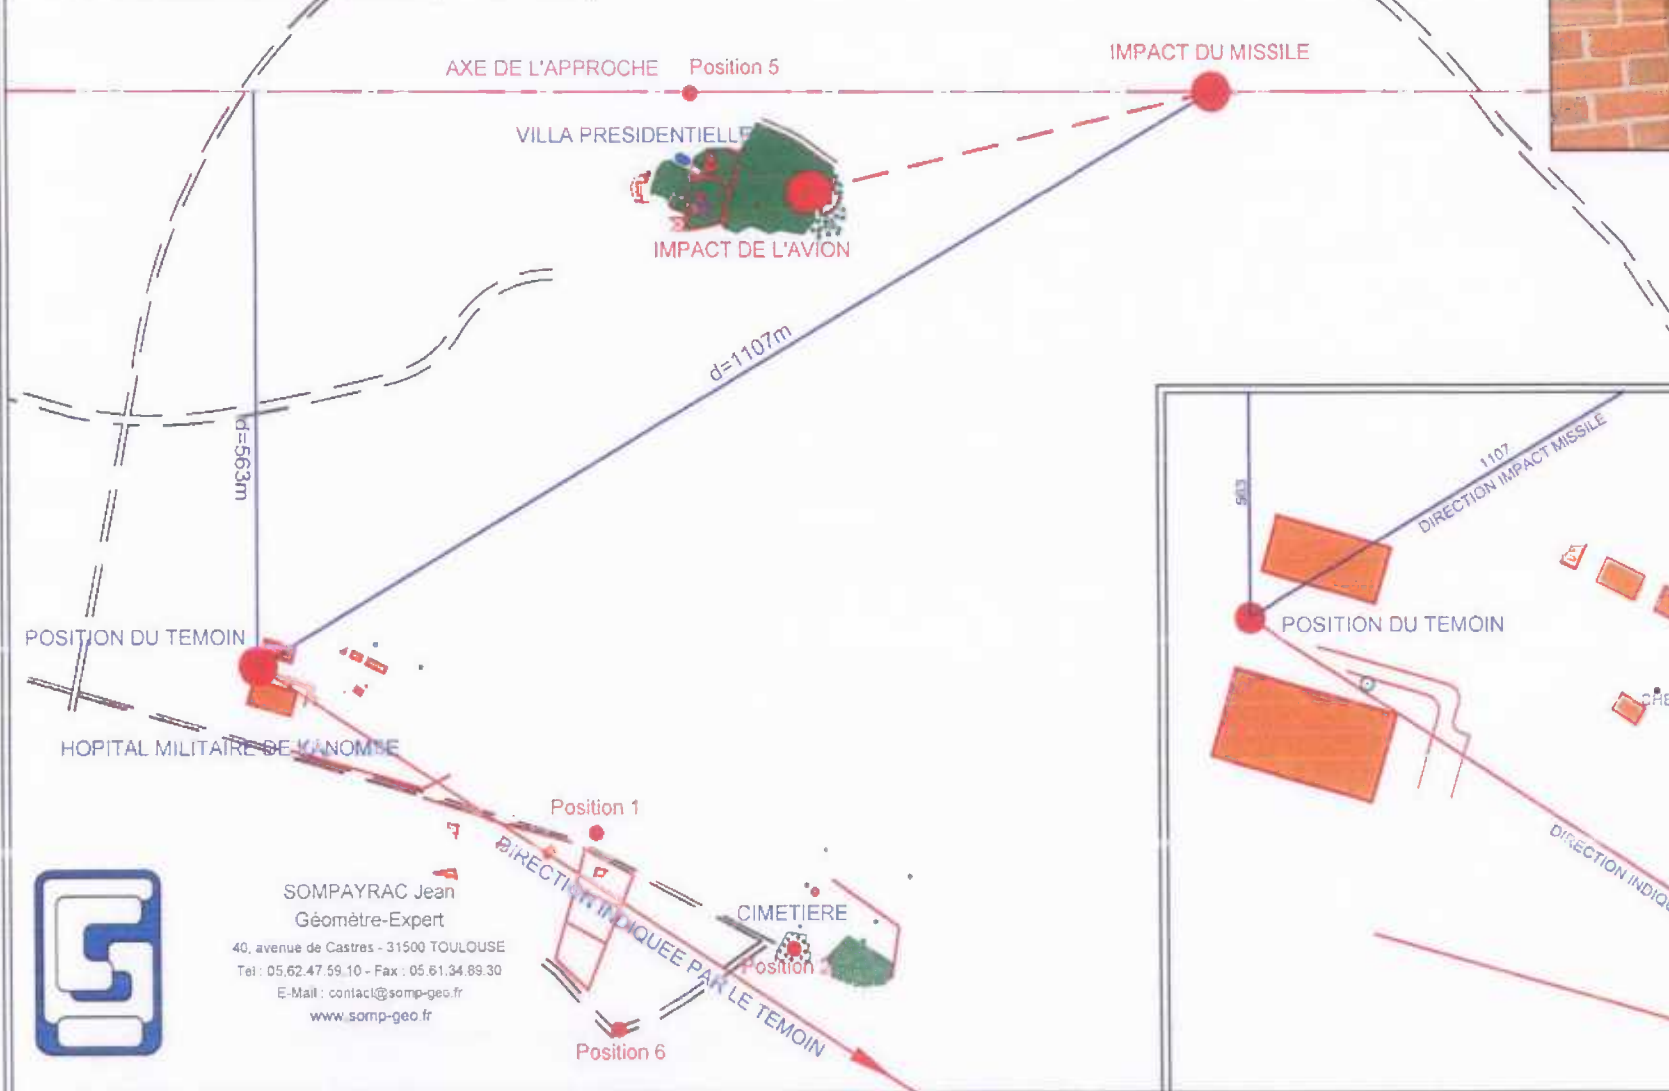 AXE DE L'APPROCHE
Position 5
IMPACT DU MISSILE
VILLA PRESIDENTIELLE
IMPACT DE L'AVION
d=1107m
d=563m
POSITION DU TEMOIN
HOPITAL MILITAIRE DE KANOMBE
Position 1
DIRECTION INDIQUEE PAR LE TEMOIN
CIMETIERE
Position
Position 6
SOMPAYRAC Jean
Géomètre-Expert
40, avenue de Castres - 31500 TOULOUSE
Tel : 05.62.47.59.10 - Fax : 05.61.34.89.30
E-Mail : contact@somp-geo.fr
www.somp-geo.fr
563
1107
DIRECTION IMPACT MISSILE
POSITION DU TEMOIN
DIRECTION INDIQU